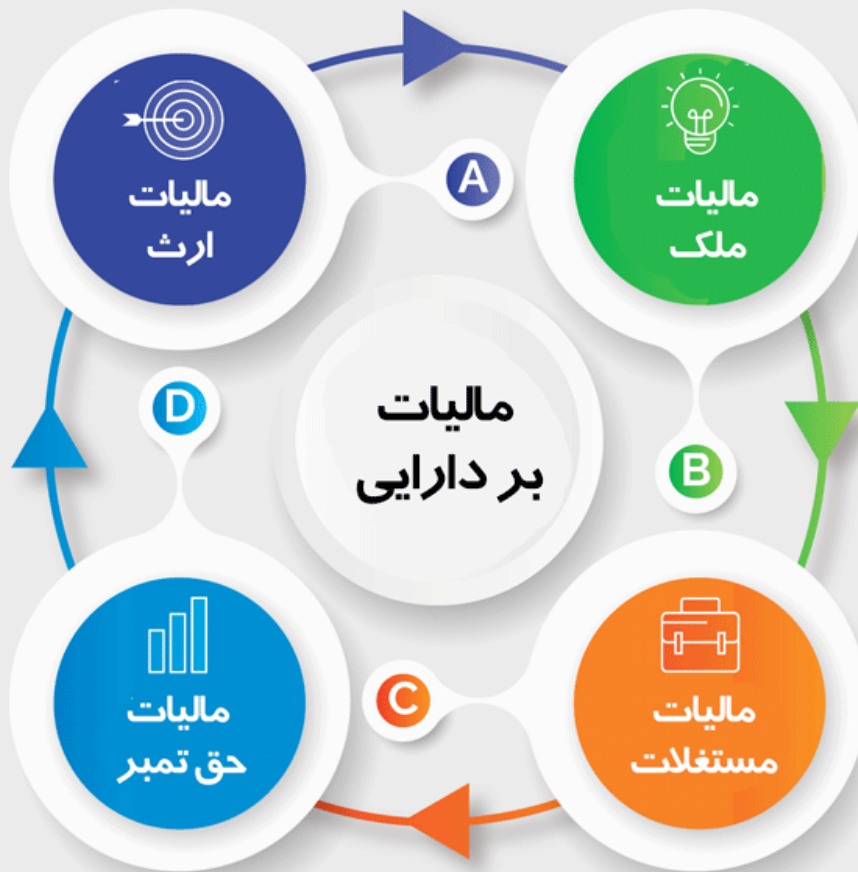 مالیات
ارث
A
مالیات
ملک
B
مالیات
بر دارایی
مالیات
مستغلات
C
مالیات
حق تمبر
D